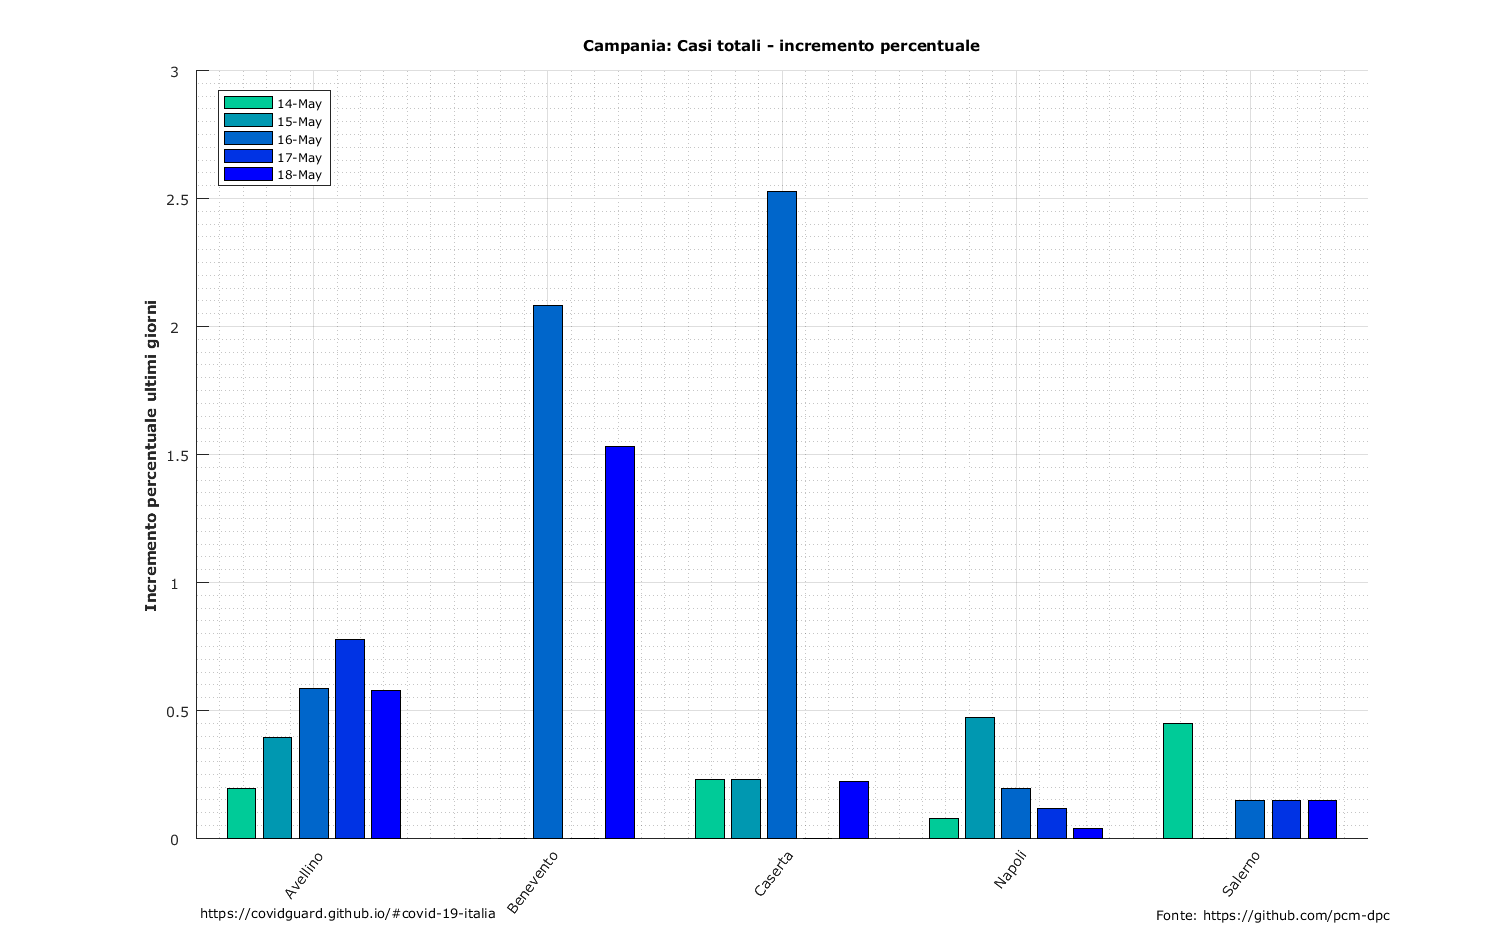 Campania: Casi totali - incremento percentuale
3
2.5
2
1.5
1
0.5
0
Incremento percentuale ultimi giorni
14-May
15-May
16-May
17-May
18-May
Avellino
Benevento
Caserta
Napoli
Salerno
https://covidguard.github.io/#covid-19-italia
Fonte: https://github.com/pcm-dpc